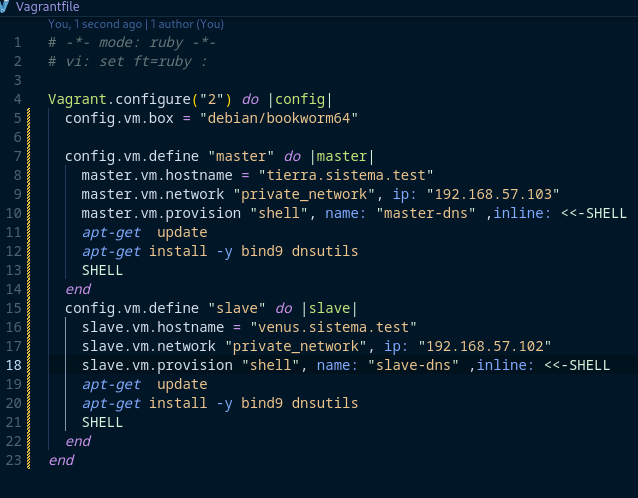 Vagrantfile
You, 1 second ago | 1 author (You)
1 # -*- mode: ruby -*-
2 # vi: set ft=ruby :
3
4 Vagrant.configure("2") do |config|
5   config.vm.box = "debian/bookworm64"
6
7   config.vm.define "master" do |master|
8     master.vm.hostname = "tierra.sistema.test"
9     master.vm.network "private_network", ip: "192.168.57.103"
10     master.vm.provision "shell", name: "master-dns" ,inline: <<-SHELL
11     apt-get  update
12     apt-get install -y bind9 dnsutils
13     SHELL
14   end
15   config.vm.define "slave" do |slave|
16     slave.vm.hostname = "venus.sistema.test"
17     slave.vm.network "private_network", ip: "192.168.57.102"
18     slave.vm.provision "shell", name: "slave-dns" ,inline: <<-SHELL
19     apt-get  update
20     apt-get install -y bind9 dnsutils
21     SHELL
22   end
23 end